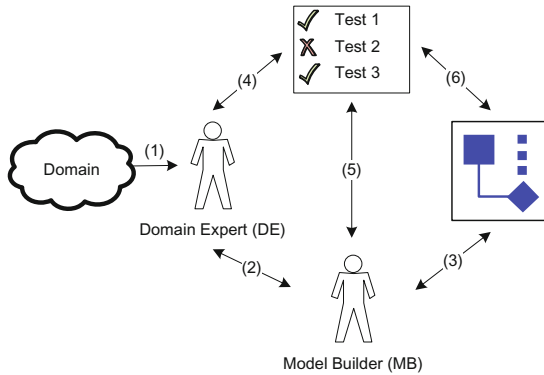 Test 1
Test 2
Test 3
(4)
(6)
(1)
Domain
(5)
Domain Expert (DE)
(2)
(3)
Model Builder (MB)